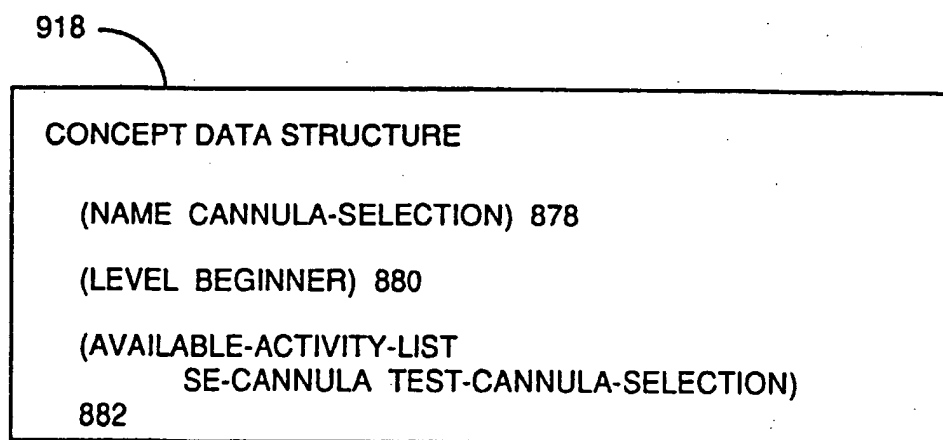 918
CONCEPT DATA STRUCTURE
(NAME CANNULA-SELECTION) 878
(LEVEL BEGINNER) 880
(AVAILABLE-ACTIVITY-LIST
SE-CANNULA TEST-CANNULA-SELECTION)
882